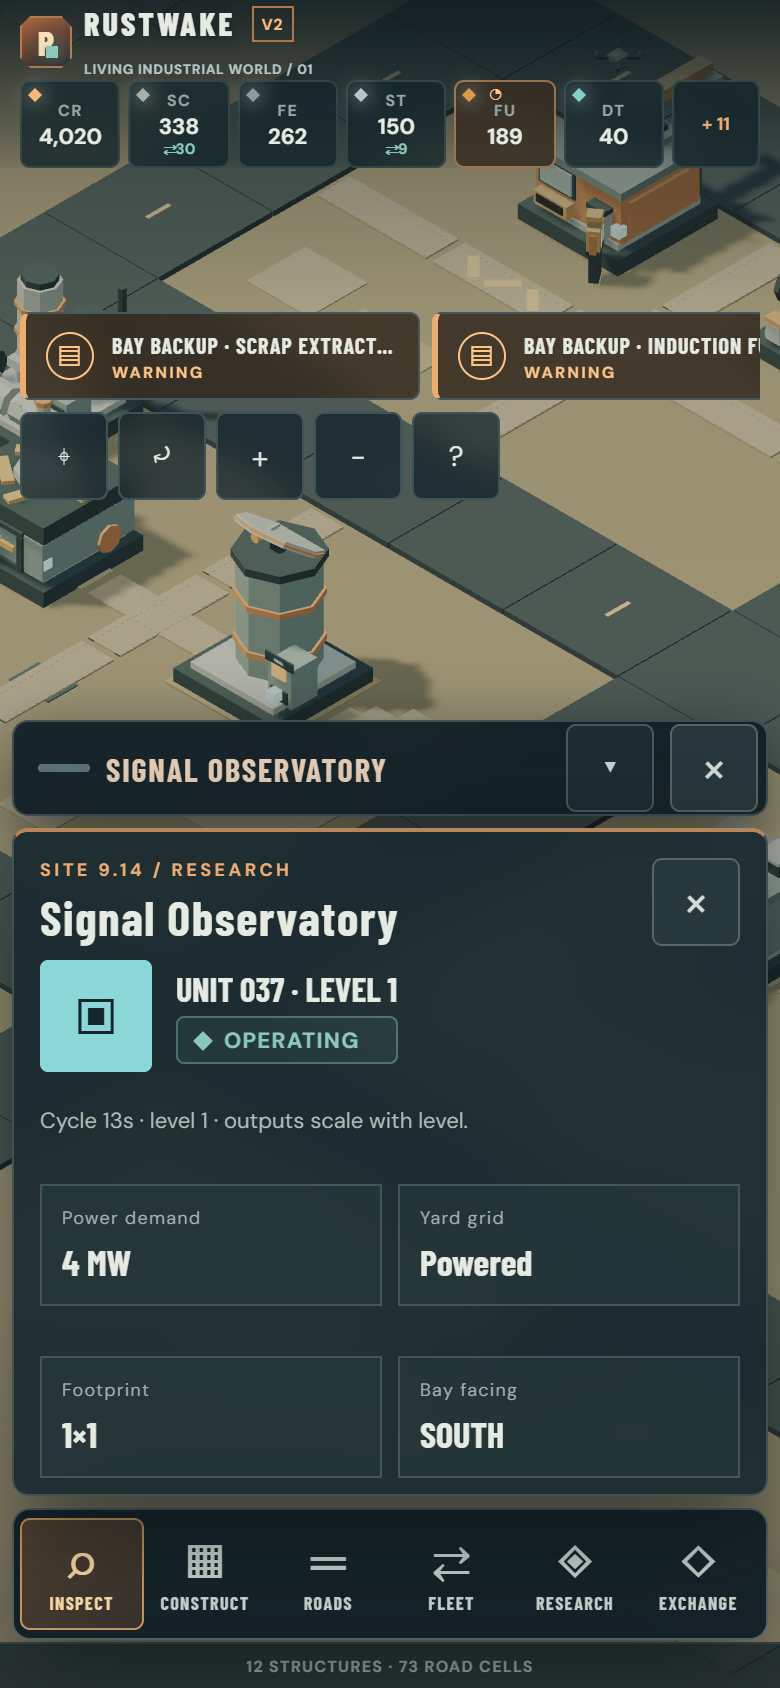 RUSTWAKE V2
LIVING INDUSTRIAL WORLD / 01
CR
4,020
SC
338
⇄30
FE
262
ST
150
⇄9
FU
189
DT
40
+ 11
BAY BACKUP · SCRAP EXTRACT...
WARNING
BAY BACKUP · INDUCTION
WARNING
+
-
?
SIGNAL OBSERVATORY
SITE 9.14 / RESEARCH
Signal Observatory
UNIT 037 · LEVEL 1
OPERATING
Cycle 13s · level 1 · outputs scale with level.
Power demand
4 MW
Yard grid
Powered
Footprint
1×1
Bay facing
SOUTH
INSPECT
CONSTRUCT
ROADS
FLEET
RESEARCH
EXCHANGE
12 STRUCTURES · 73 ROAD CELLS